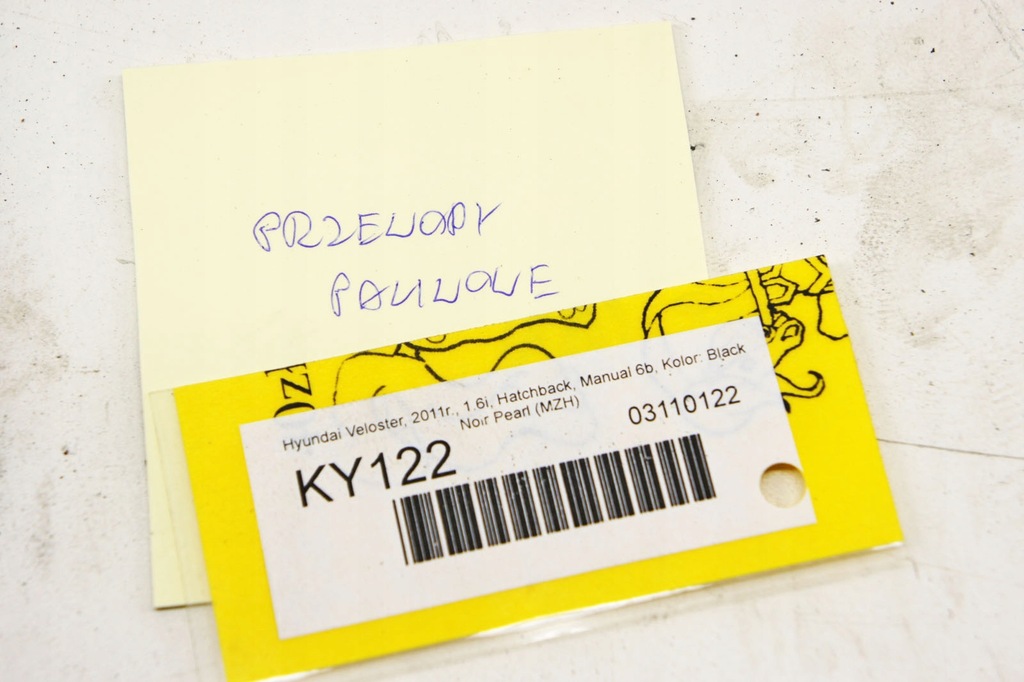 PRZEWODY
PALIWOWE
Hyundai Veloster, 2011r., 1.6i, Hatchback, Manual 6b, Kolor: Black
Noir Pearl (MZH)
KY122
03110122